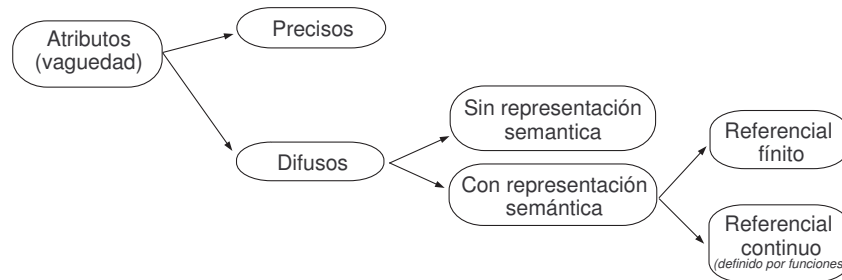 Atributos
(vaguedad)
Precisos
Difusos
Sin representación
semantica
Con representación
semántica
Referencial
fínito
Referencial
continuo
(definido por funciones